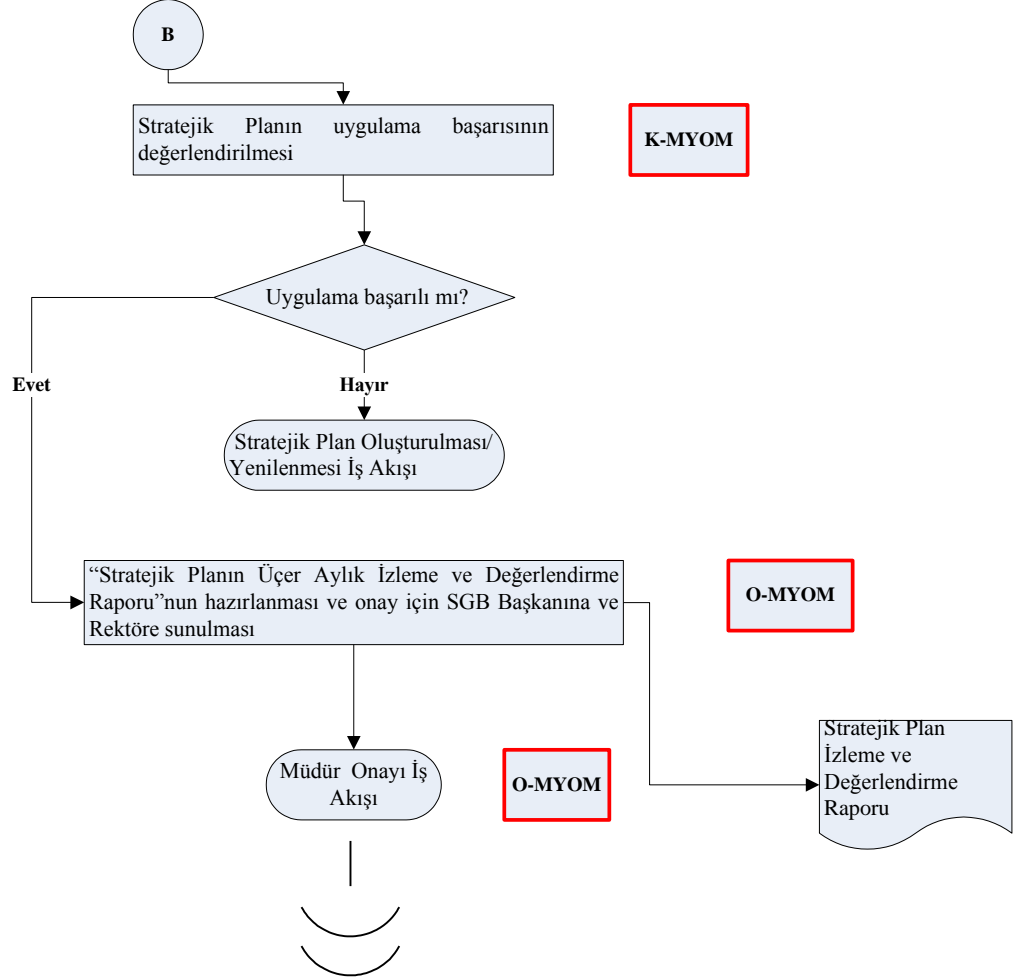 B
Stratejik Planın uygulama başarısının
değerlendirilmesi
K-MYOM
Uygulama başarılı mı?
Evet
Hayır
Stratejik Plan Oluşturulması/
Yenilenmesi İş Akışı
“Stratejik Planın Üçer Aylık İzleme ve Değerlendirme
Raporu”nun hazırlanması ve onay için SGB Başkanına ve
Rektöre sunulması
O-MYOM
Müdür Onayı İş
Akışı
O-MYOM
Stratejik Plan
İzleme ve
Değerlendirme
Raporu